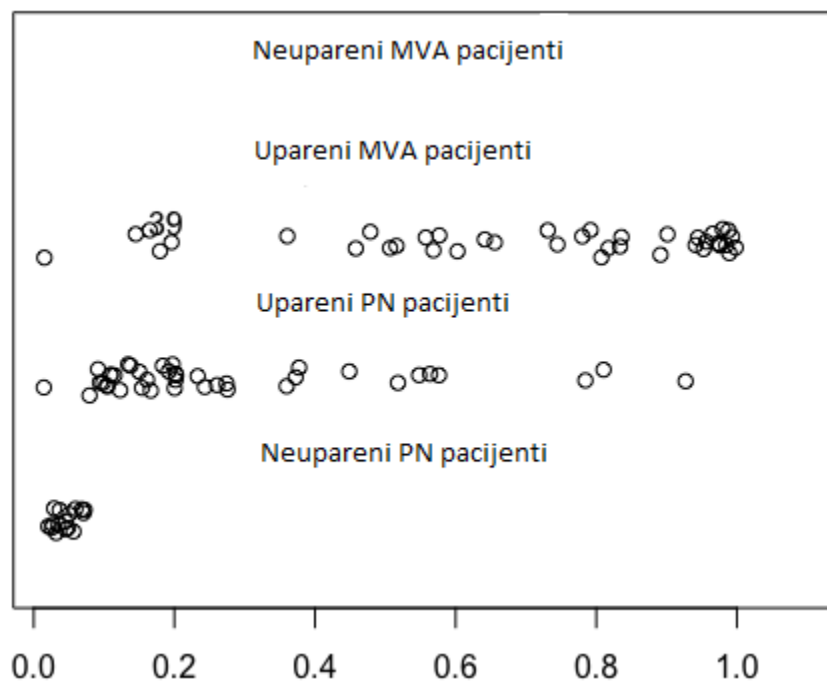 Neupareni MVA pacijenti
Upareni MVA pacijenti
39
Upareni PN pacijenti
Neupareni PN pacijenti
0.0 0.2 0.4 0.6 0.8 1.0